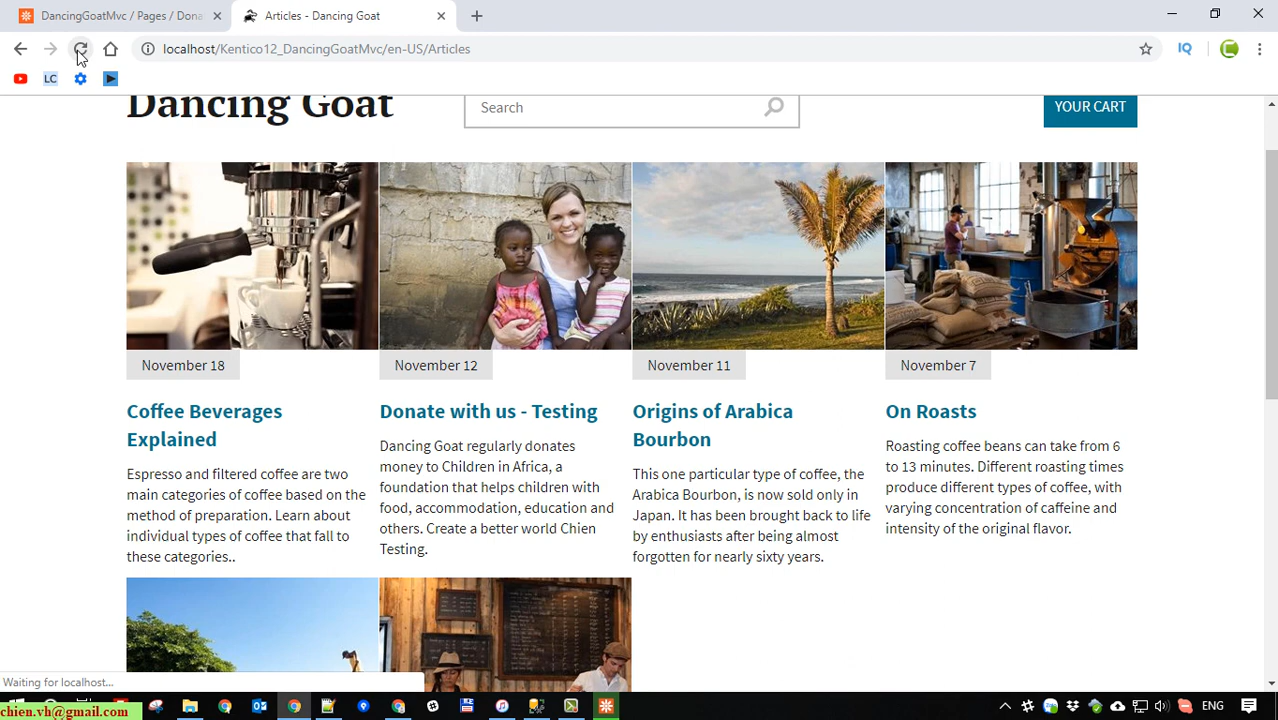 DancingGoatMvc / Pages / Dona
Articles - Dancing Goat
localhost/Kentico12_DancingGoatMvc/en-US/Articles
IQ
LC
Dancing Goat
Search
YOUR CART
November 18
November 12
November 11
November 7
Coffee Beverages
Explained
Espresso and filtered coffee are two
main categories of coffee based on the
method of preparation. Learn about
individual types of coffee that fall to
these categories..
Donate with us - Testing
Dancing Goat regularly donates
money to Children in Africa, a
foundation that helps children with
food, accommodation, education and
others. Create a better world Chien
Testing.
Origins of Arabica
Bourbon
This one particular type of coffee, the
Arabica Bourbon, is now sold only in
Japan. It has been brought back to life
by enthusiasts after being almost
forgotten for nearly sixty years.
On Roasts
Roasting coffee beans can take from 6
to 13 minutes. Different roasting times
produce different types of coffee, with
varying concentration of caffeine and
intensity of the original flavor.
Waiting for localhost...
chien.vh@gmail.com
ENG